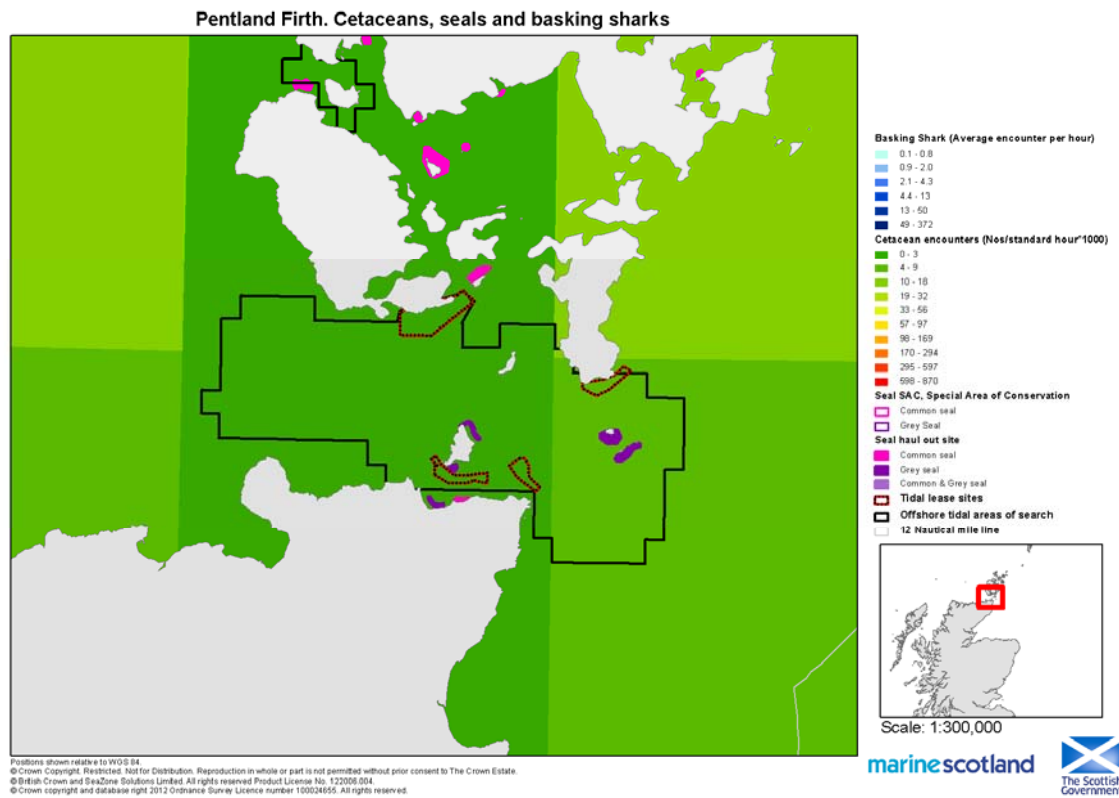 Pentland Firth. Cetaceans, seals and basking sharks
Basking Shark (Average encounter per hour)
0.1 - 0.8
0.9 - 2.0
2.1 - 4.3
4.4 - 13
13 - 50
49 - 372
Cetacean encounters (Nos/standard hour*1000)
0 - 3
4 - 9
10 - 18
19 - 32
33 - 56
57 - 97
98 - 169
170 - 294
295 - 597
598 - 870
Seal SAC, Special Area of Conservation
Common seal
Grey Seal
Seal haul out site
Common seal
Grey seal
Common & Grey seal
Tidal lease sites
Offshore tidal areas of search
12 Nautical mile line
Scale: 1:300,000
marinescotland
The Scottish
Government
Positions shown relative to WGS 84.
© Crown Copyright. Restricted. Not for Distribution. Reproduction in whole or part is not permitted without prior consent to The Crown Estate.
© British Crown and SeaZone Solutions Limited. All rights reserved Product License No. 122006.004.
© Crown copyright and database right 2012 Ordnance Survey Licence number 100024655. All rights reserved.